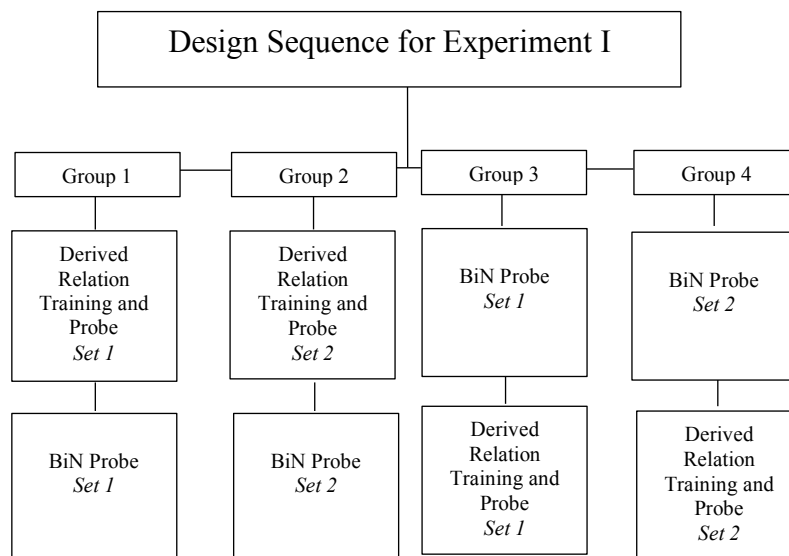 Design Sequence for Experiment I
Group 1
Group 2
Group 3
Group 4
Derived
Relation
Training and
Probe
Set 1
Derived
Relation
Training and
Probe
Set 2
BiN Probe
Set 1
BiN Probe
Set 2
BiN Probe
Set 1
BiN Probe
Set 2
Derived
Relation
Training and
Probe
Set 1
Derived
Relation
Training and
Probe
Set 2